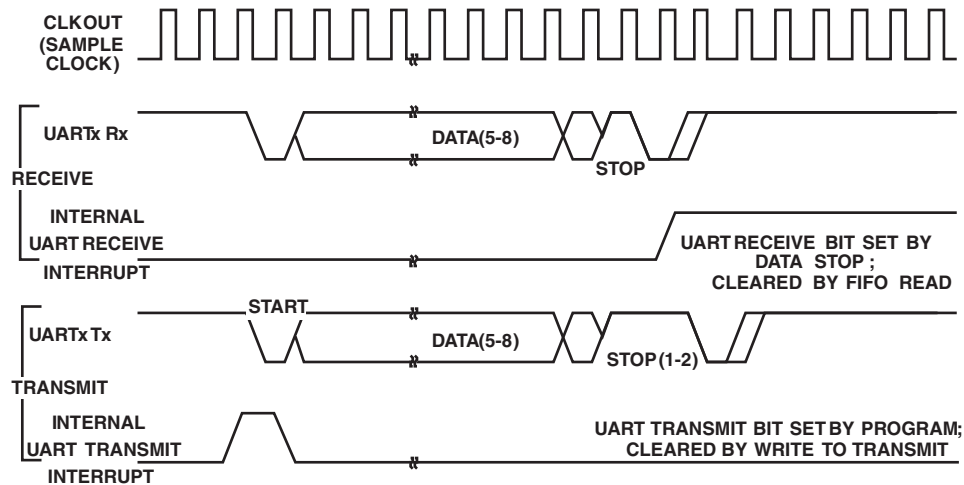 CLKOUT
(SAMPLE
CLOCK)
UARTx Rx
DATA(5-8)
STOP
RECEIVE
INTERNAL
UART RECEIVE
INTERRUPT
UART RECEIVE BIT SET BY
DATA STOP ;
CLEARED BY FIFO READ
START
UARTx Tx
DATA(5-8)
STOP(1-2)
TRANSMIT
INTERNAL
UART TRANSMIT
INTERRUPT
UART TRANSMIT BIT SET BY PROGRAM;
CLEARED BY WRITE TO TRANSMIT